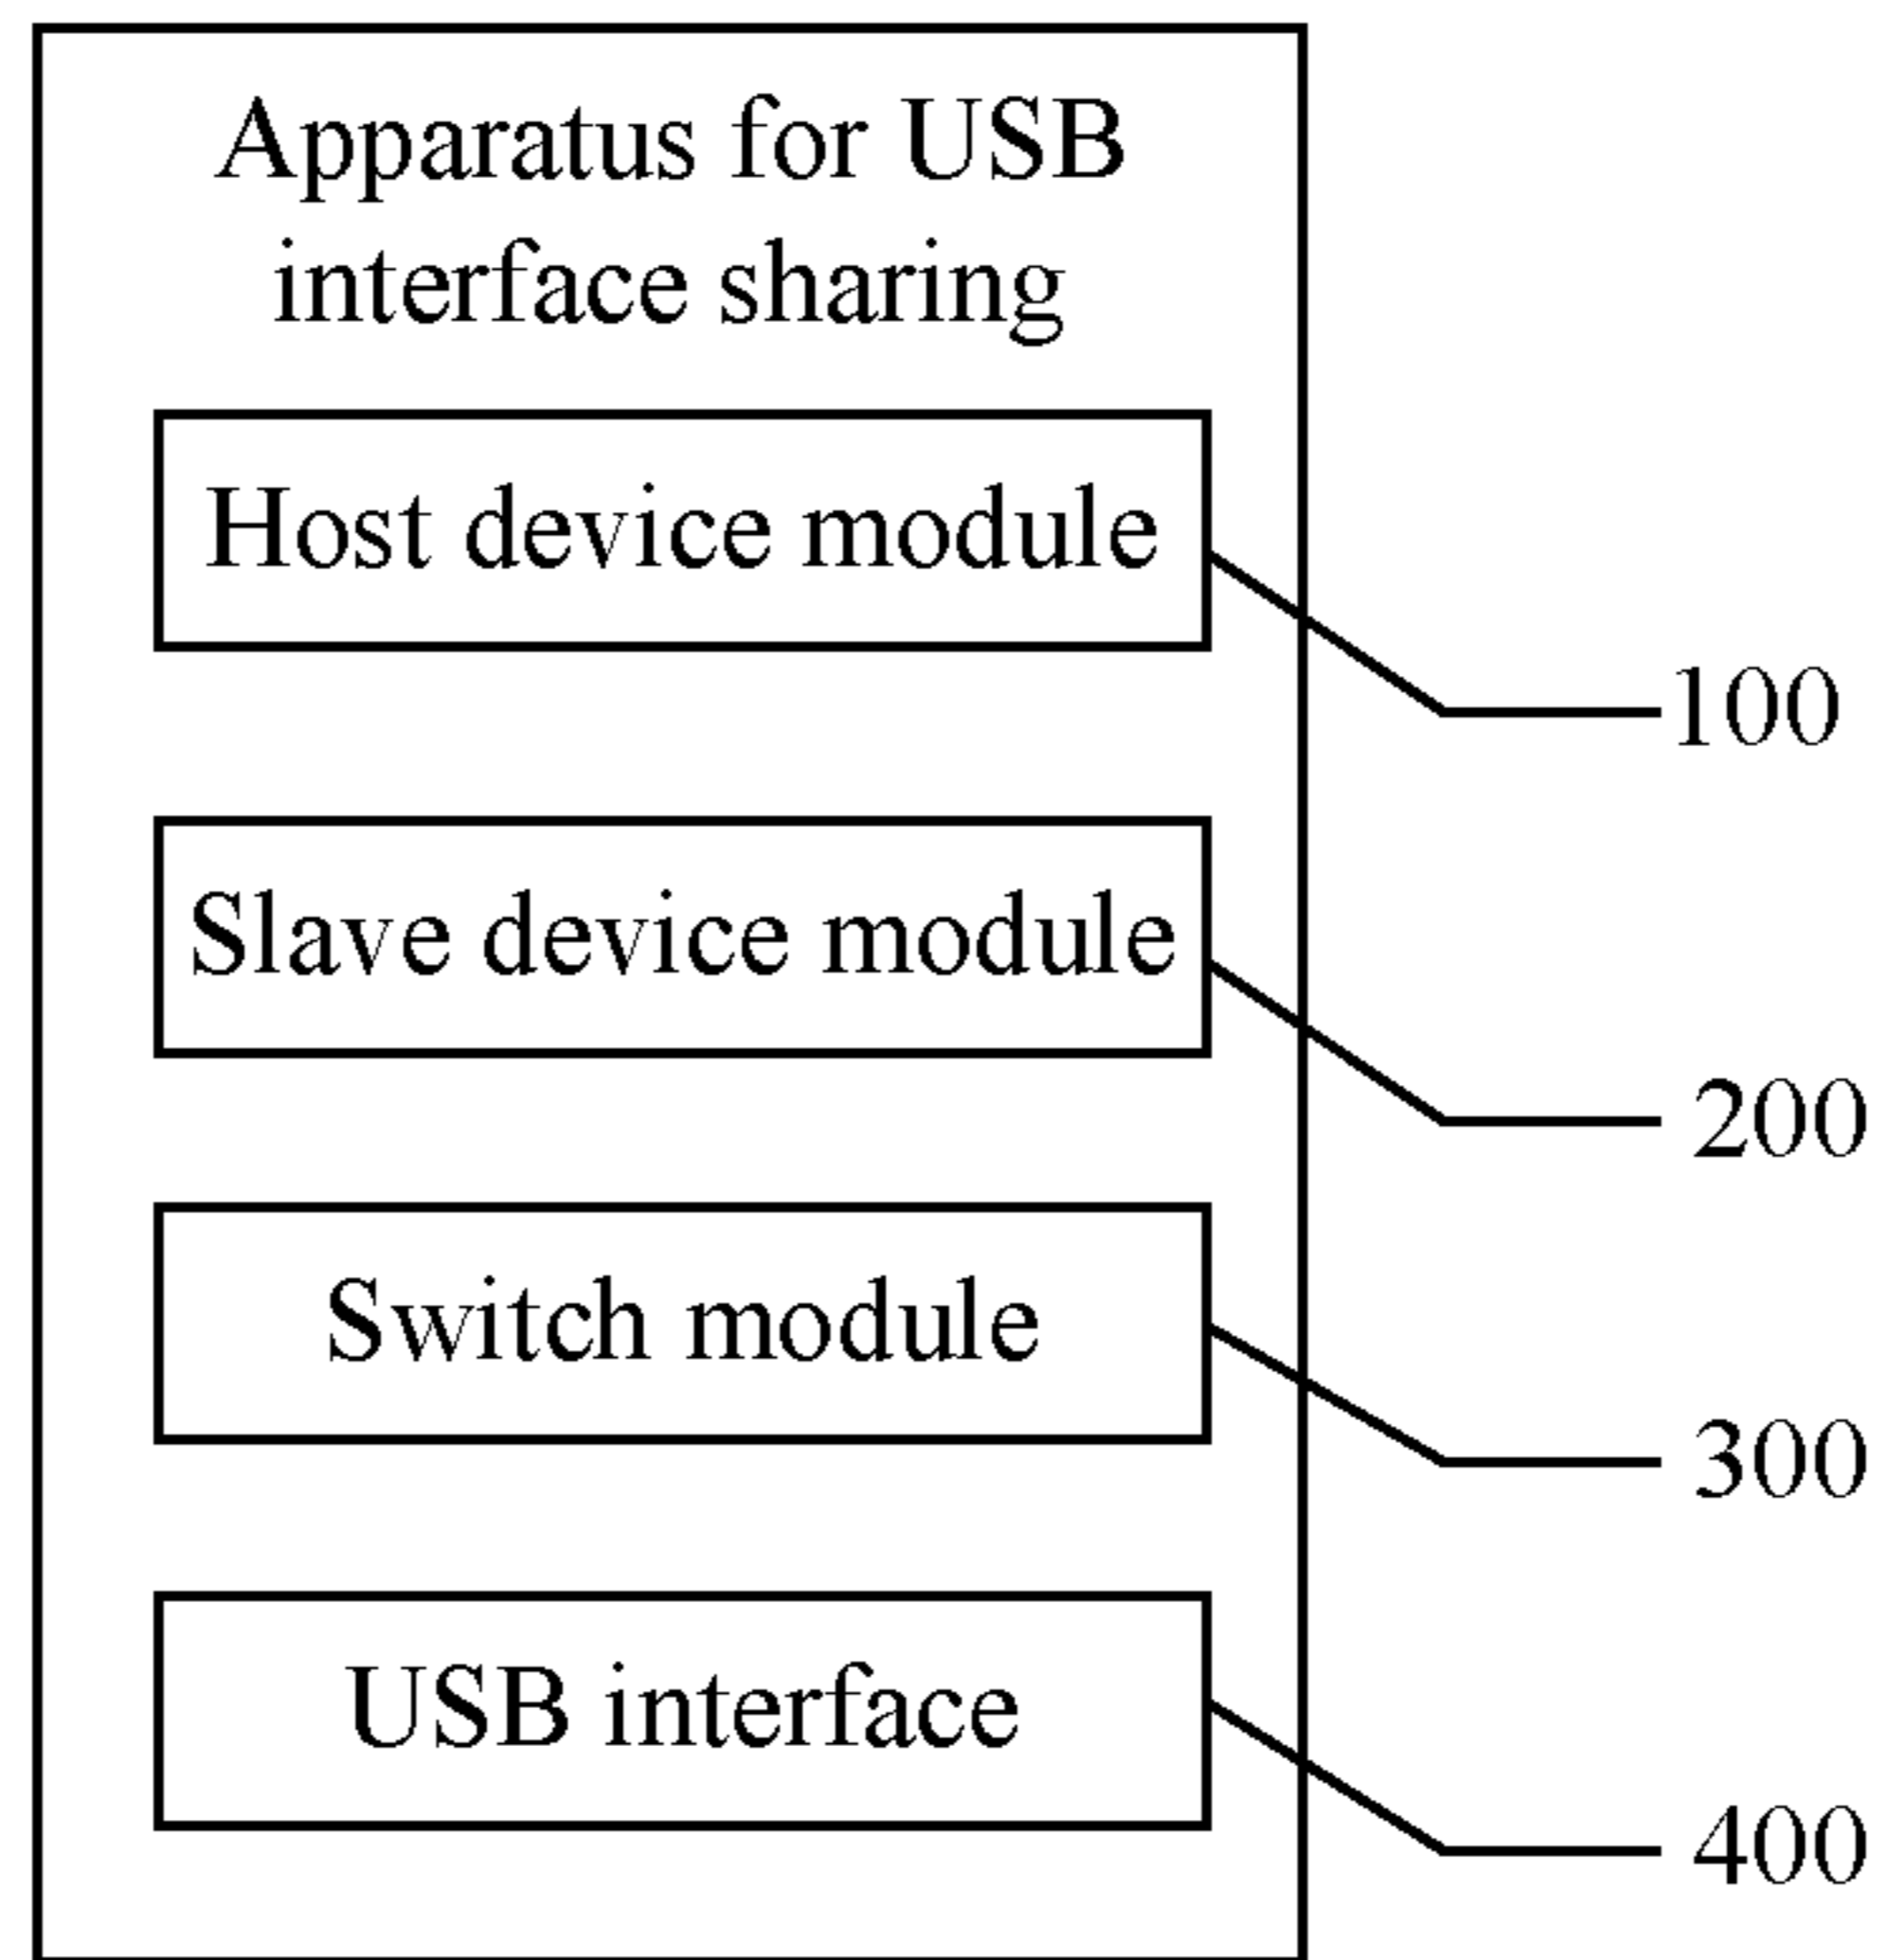 Apparatus for USB
interface sharing
Host device module
100
Slave device module
200
Switch module
300
USB interface
400